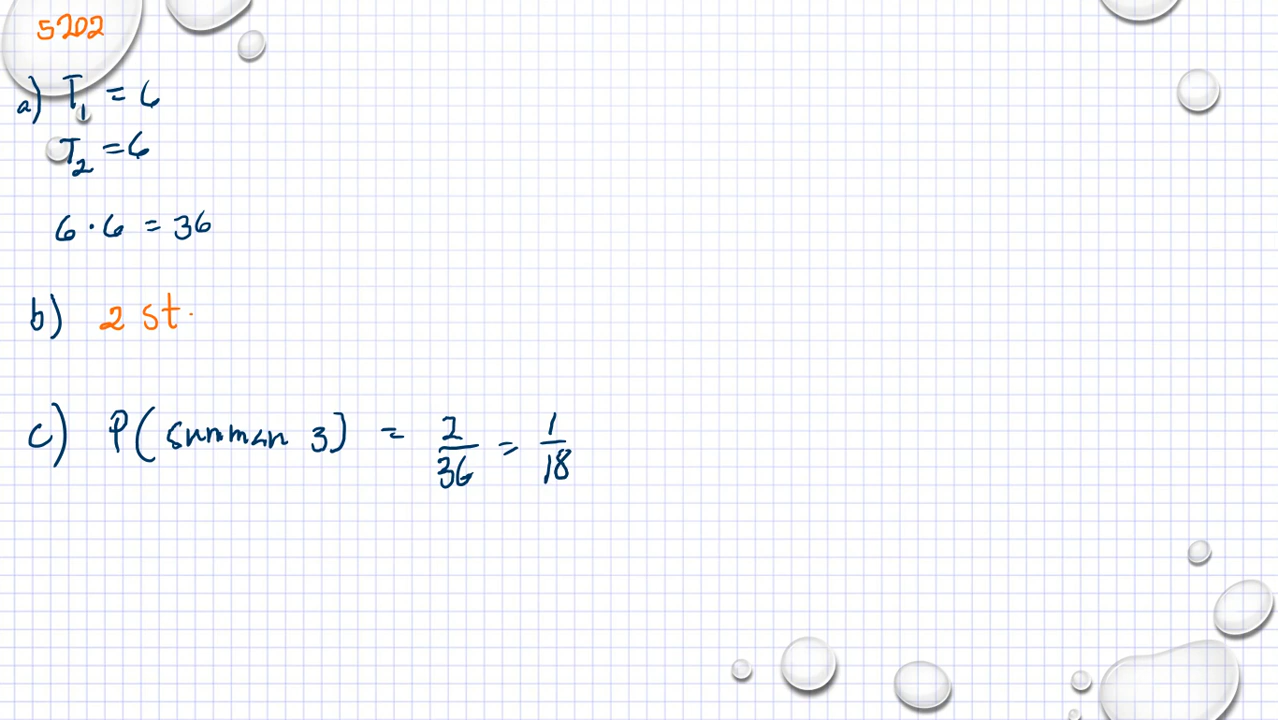 5202
a) T₁ = 6
T₂ = 6
6 · 6 = 36
b) 2 st.
c) P(summan 3) = 2/36 = 1/18